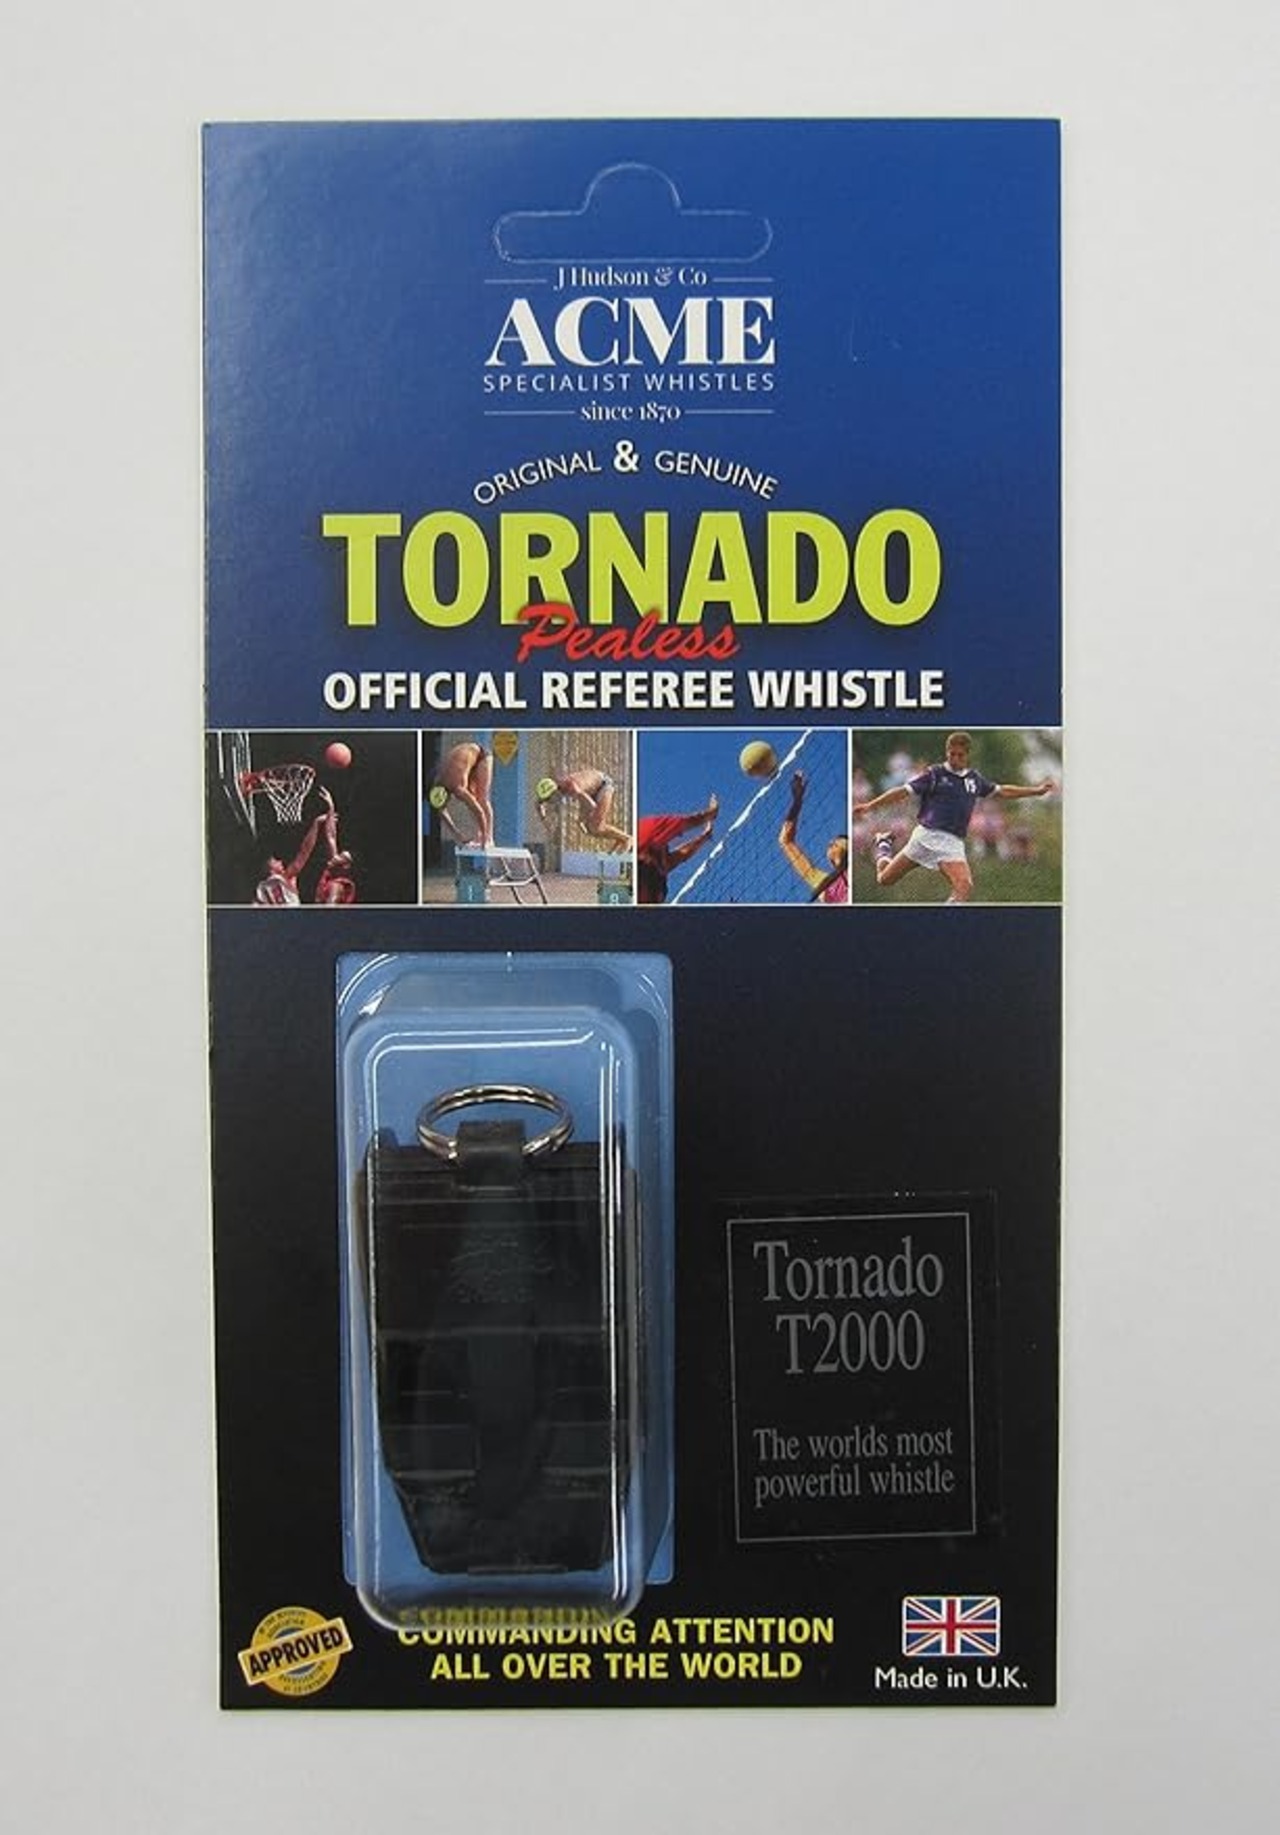 J Hudson & Co
ACME
SPECIALIST WHISTLES
since 1870
ORIGINAL & GENUINE
TORNADO
Pealess
OFFICIAL REFEREE WHISTLE
15
Tornado
T2000
The worlds most
powerful whistle
APPROVED
COMMANDING ATTENTION
ALL OVER THE WORLD
Made in U.K.